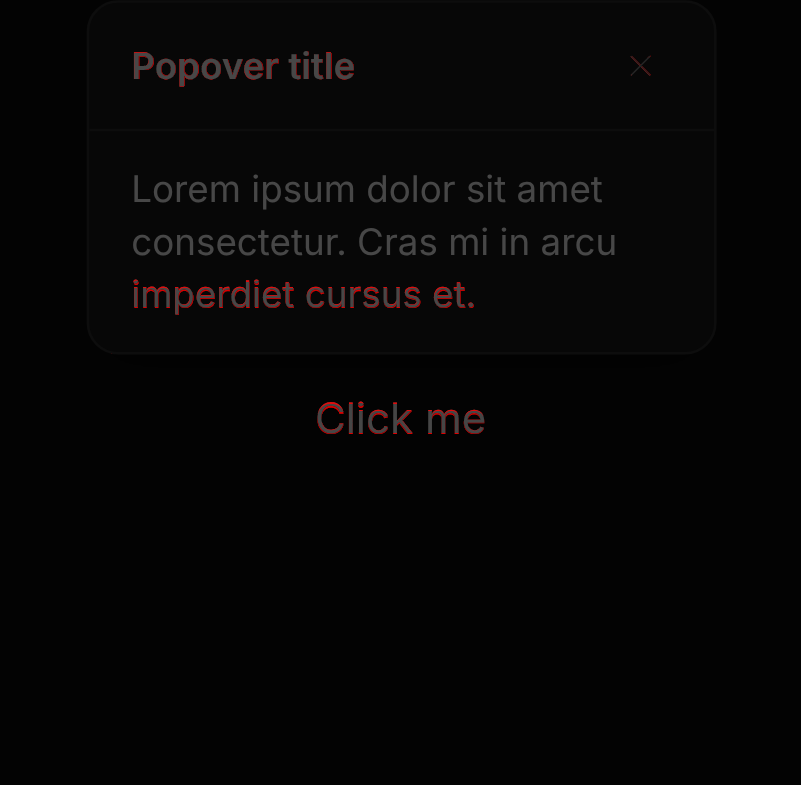 Popover title
Lorem ipsum dolor sit amet
consectetur. Cras mi in arcu
imperdiet cursus et.
Click me